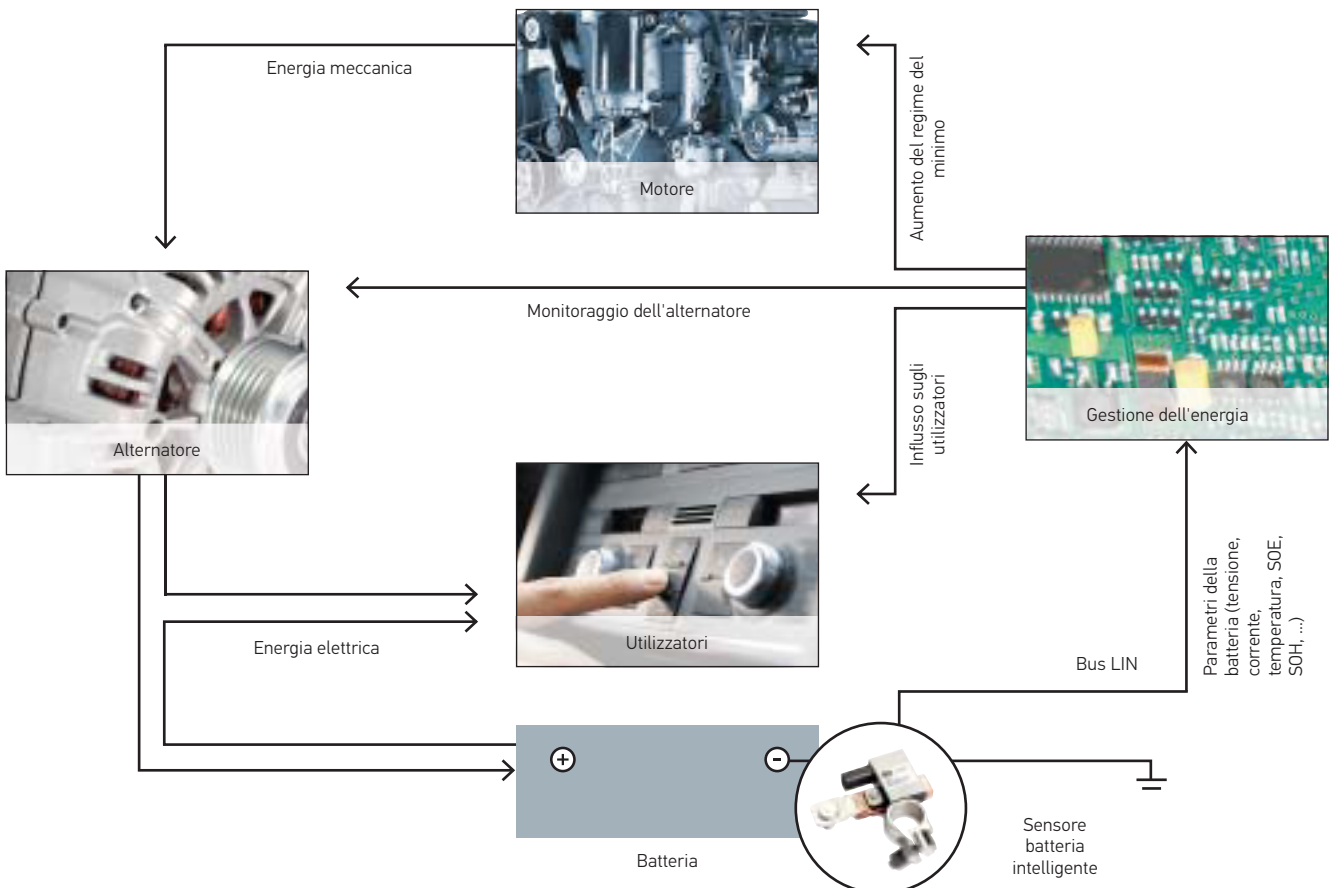 Energia meccanica
Motore
Aumento del regime del
minimo
Monitoraggio dell'alternatore
Alternatore
Gestione dell'energia
Influsso sugli
utilizzatori
Utilizzatori
Energia elettrica
Bus LIN
Parametri della
batteria (tensione,
corrente,
temperatura, SOE,
SOH, ...)
+
-
Batteria
Sensore
batteria
intelligente